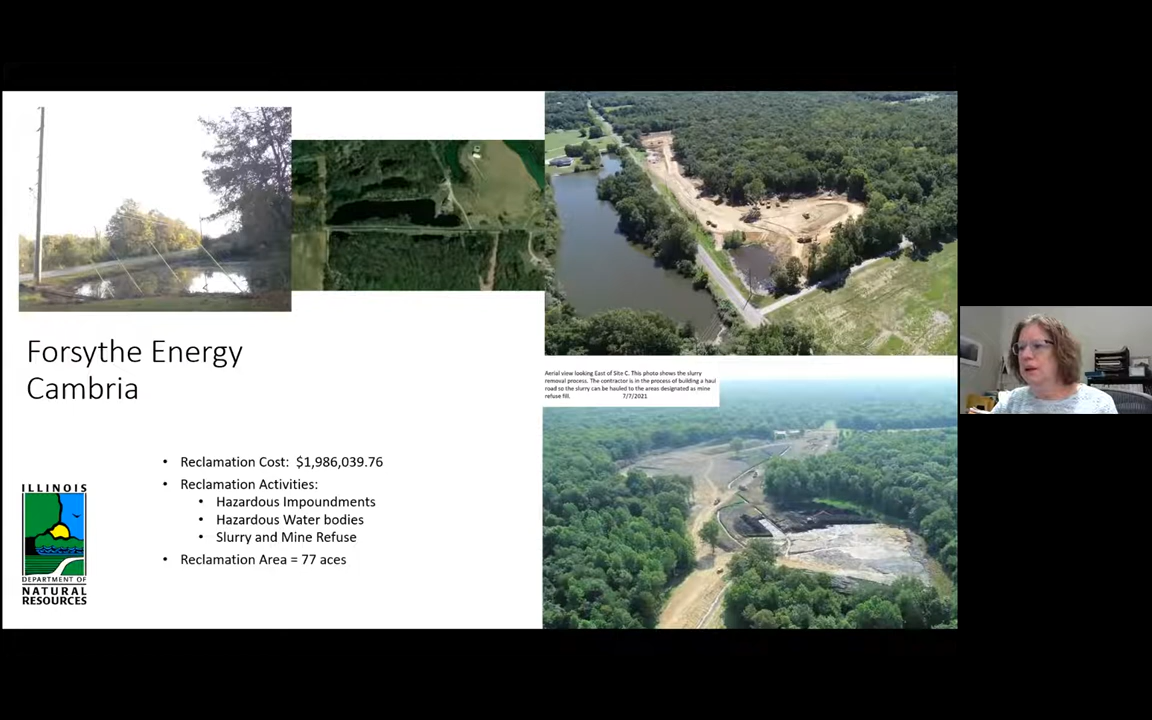 Forsythe Energy
Cambria
• Reclamation Cost: $1,986,039.76
• Reclamation Activities:
• Hazardous Impoundments
• Hazardous Water bodies
• Slurry and Mine Refuse
• Reclamation Area = 77 aces
ILLINOIS
DEPARTMENT OF
NATURAL
RESOURCES
Aerial view looking East of Site C. This photo shows the slurry
removal process. The contractor is in the process of building a haul
road so the slurry can be hauled to the areas designated as mine
refuse fill. 7/7/2021